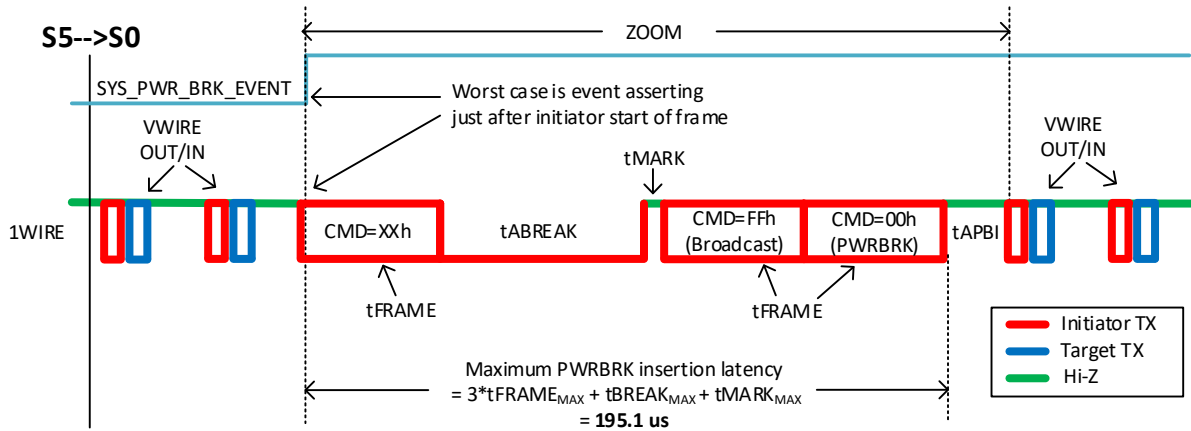 S5-->S0
ZOOM
SYS_PWR_BRK_EVENT
Worst case is event asserting
just after initiator start of frame
VWIRE
OUT/IN
tMARK
VWIRE
OUT/IN
1WIRE
CMD=XXh
tABREAK
CMD=FFh
(Broadcast)
CMD=00h
(PWRBRK)
tAPBI
tFRAME
tFRAME
Initiator TX
Target TX
Hi-Z
Maximum PWRBRK insertion latency
= 3*tFRAMEMAX + tBREAKMAX + tMARKMAX
= 195.1 us